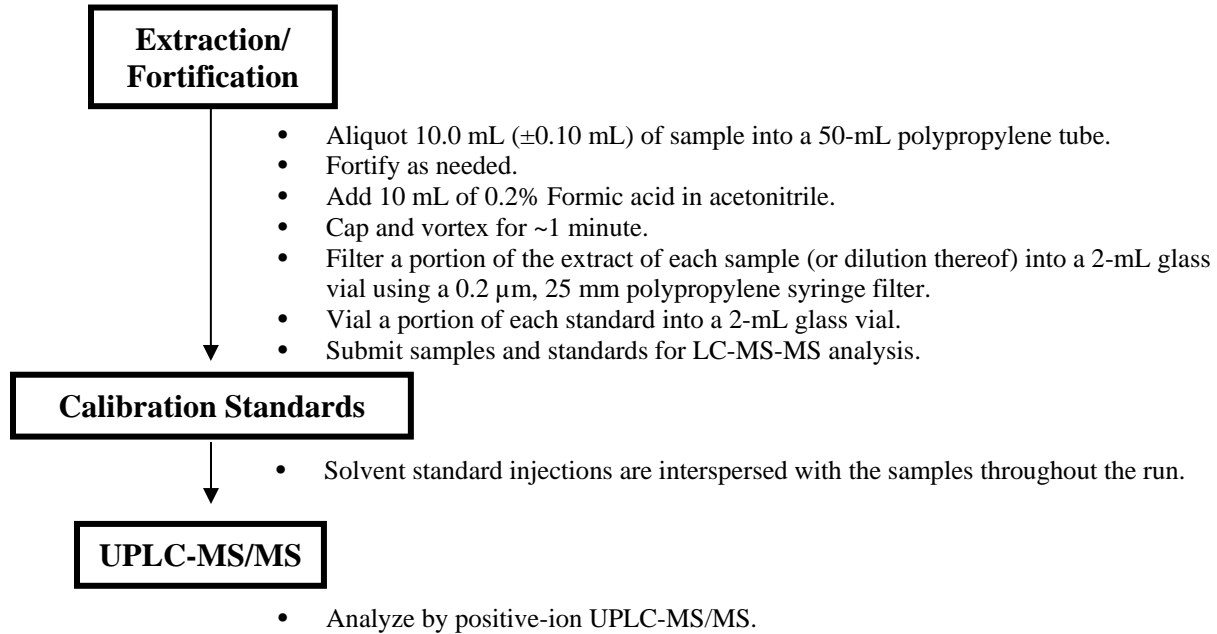 Extraction/
Fortification
• Aliquot 10.0 mL (±0.10 mL) of sample into a 50-mL polypropylene tube.
• Fortify as needed.
• Add 10 mL of 0.2% Formic acid in acetonitrile.
• Cap and vortex for ~1 minute.
• Filter a portion of the extract of each sample (or dilution thereof) into a 2-mL glass
vial using a 0.2 µm, 25 mm polypropylene syringe filter.
• Vial a portion of each standard into a 2-mL glass vial.
• Submit samples and standards for LC-MS-MS analysis.
Calibration Standards
• Solvent standard injections are interspersed with the samples throughout the run.
UPLC-MS/MS
• Analyze by positive-ion UPLC-MS/MS.